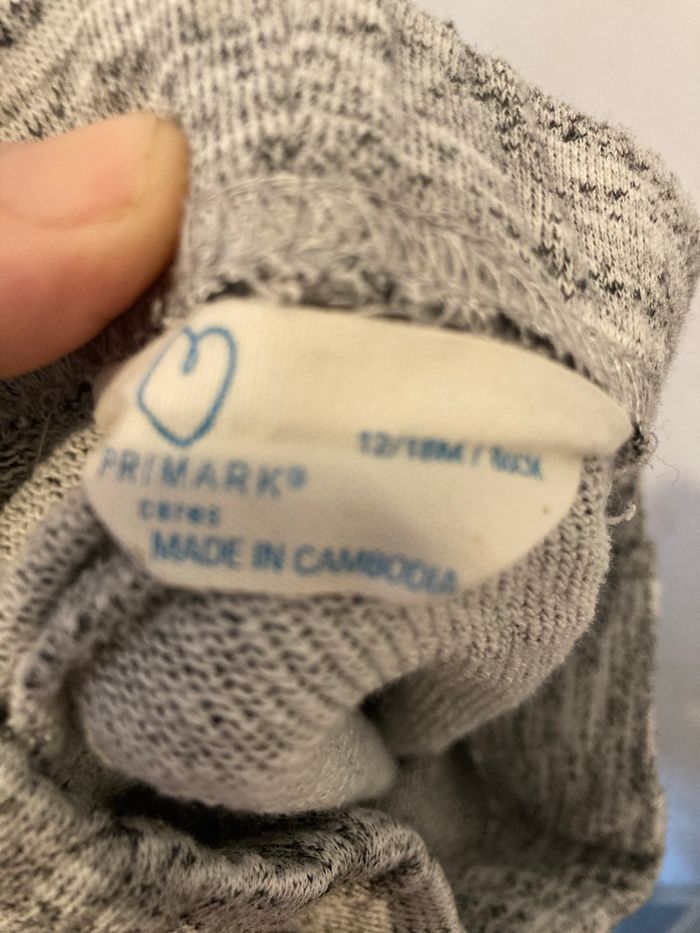 PRIMARK®
cares
12/18M /
MADE IN CAMBODIA